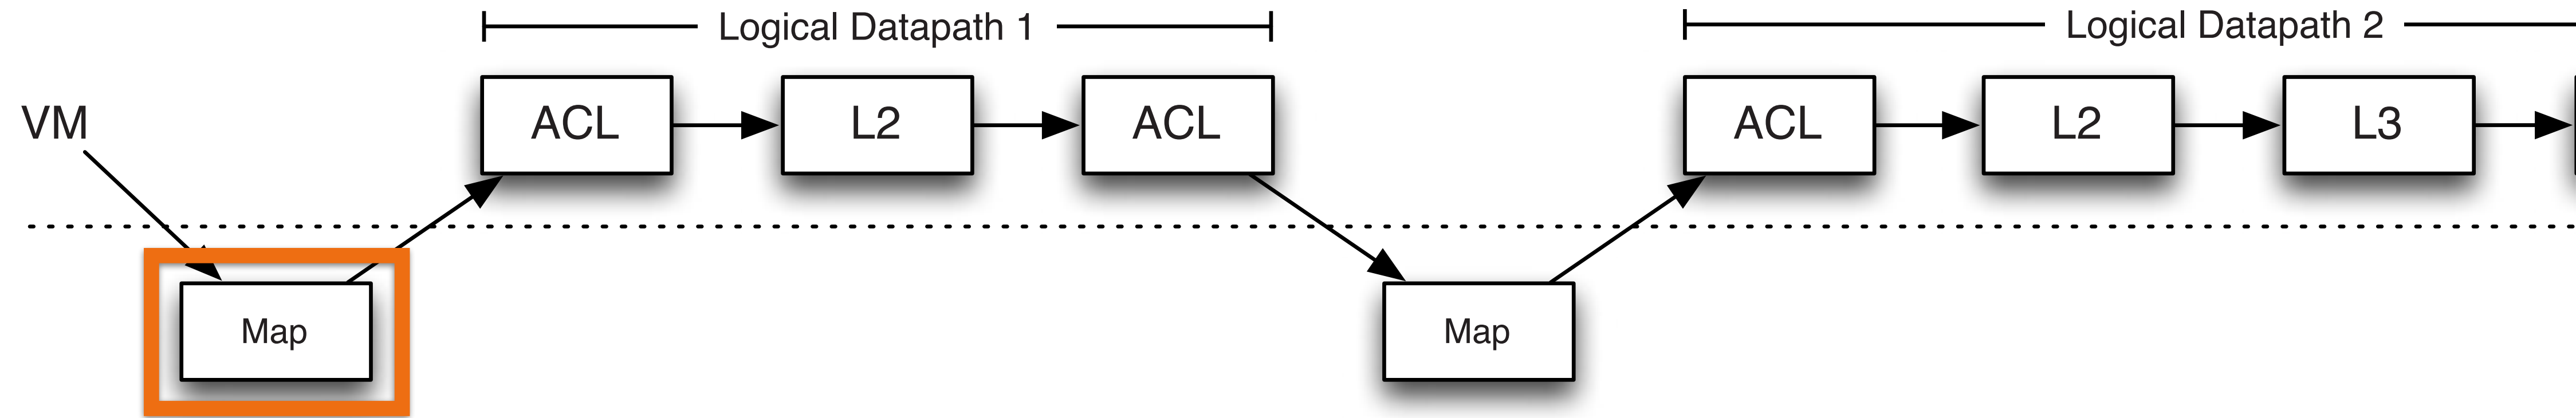 Logical Datapath 1
Logical Datapath 2
VM
ACL
L2
ACL
ACL
L2
L3
Map
Map